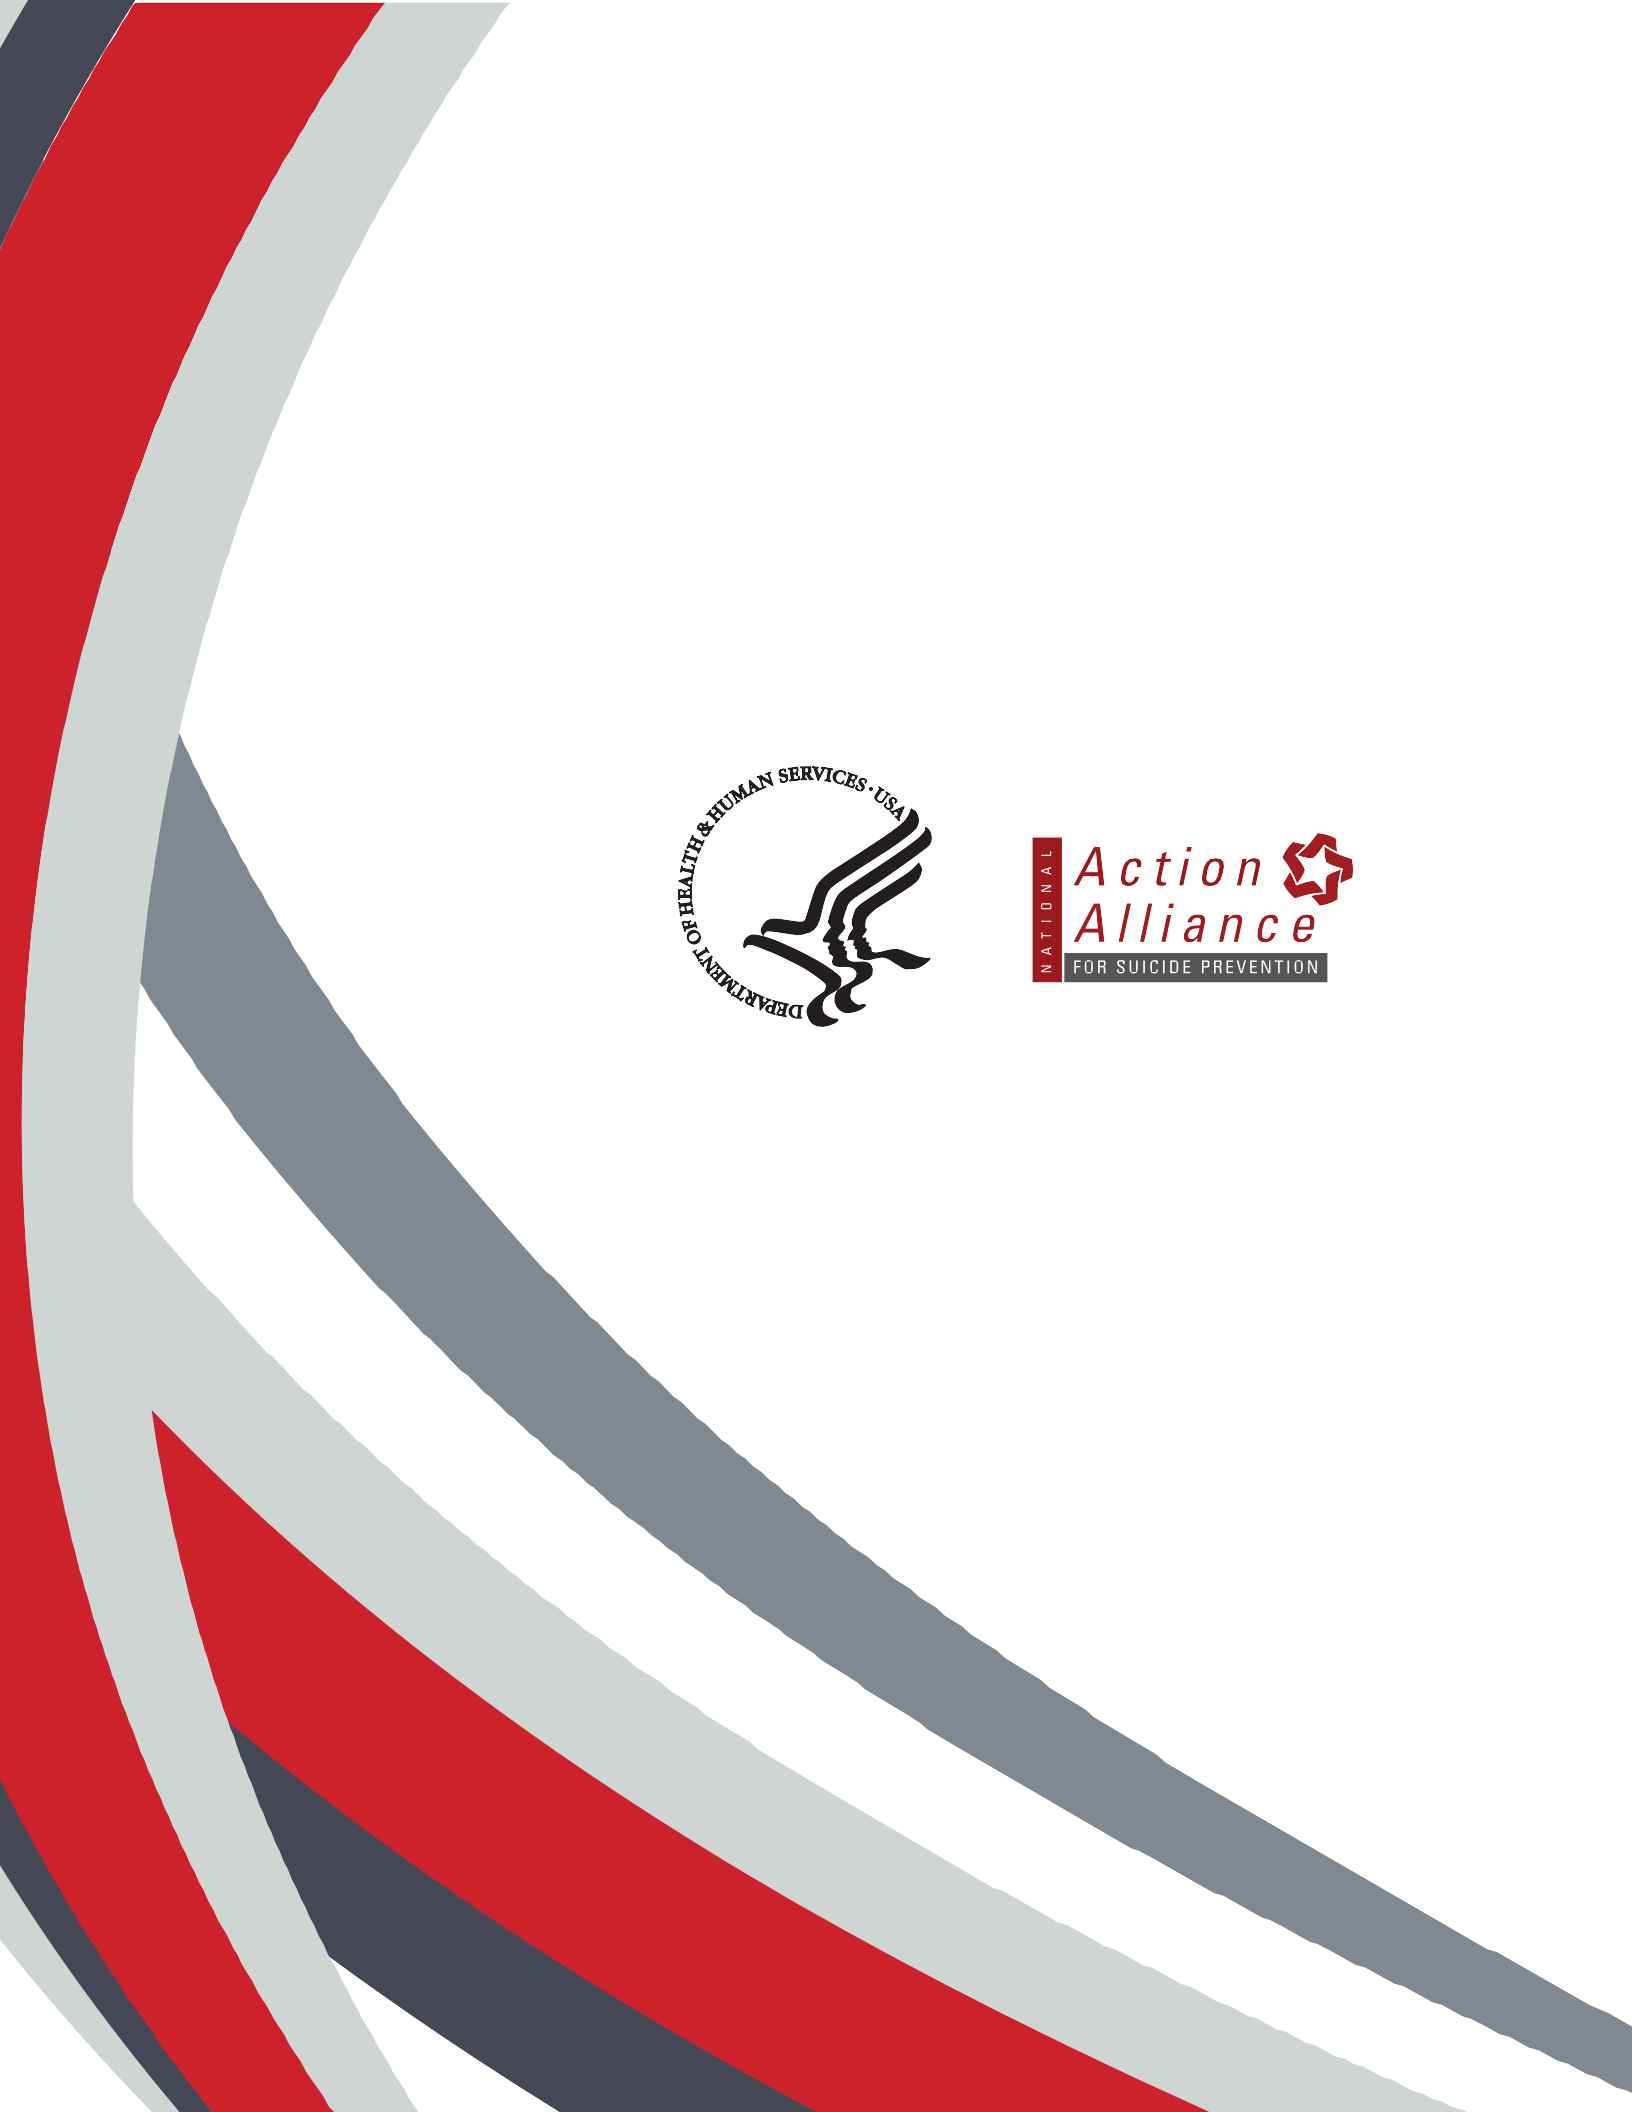 DEPARTMENT OF HEALTH & HUMAN SERVICES · USA
NATIONAL
Action
Alliance
FOR SUICIDE PREVENTION